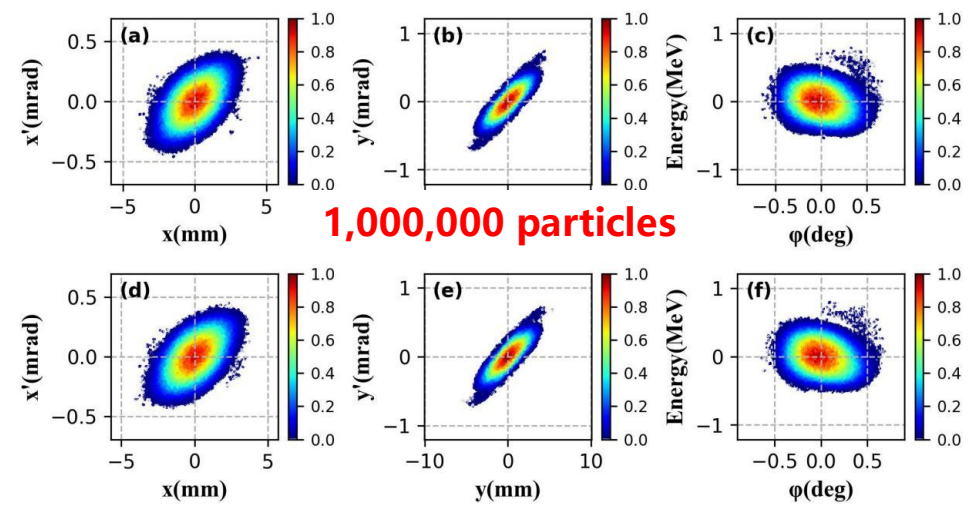 (a) (b) (c)
x'(mrad) y'(mrad) Energy(MeV)
0.5 0.0 −0.5
1 0 −1
1 0 −1
1.0 0.8 0.6 0.4 0.2 0.0
1.0 0.8 0.6 0.4 0.2 0.0
1.0 0.8 0.6 0.4 0.2 0.0
−5 0 5
−0.5 0.0 0.5
x(mm) φ(deg)
1,000,000 particles
(d) (e) (f)
x'(mrad) y'(mrad) Energy(MeV)
0.5 0.0 −0.5
1 0 −1
1 0 −1
1.0 0.8 0.6 0.4 0.2 0.0
1.0 0.8 0.6 0.4 0.2 0.0
1.0 0.8 0.6 0.4 0.2 0.0
−5 0 5
−10 0 10
−0.5 0.0 0.5
x(mm) y(mm) φ(deg)